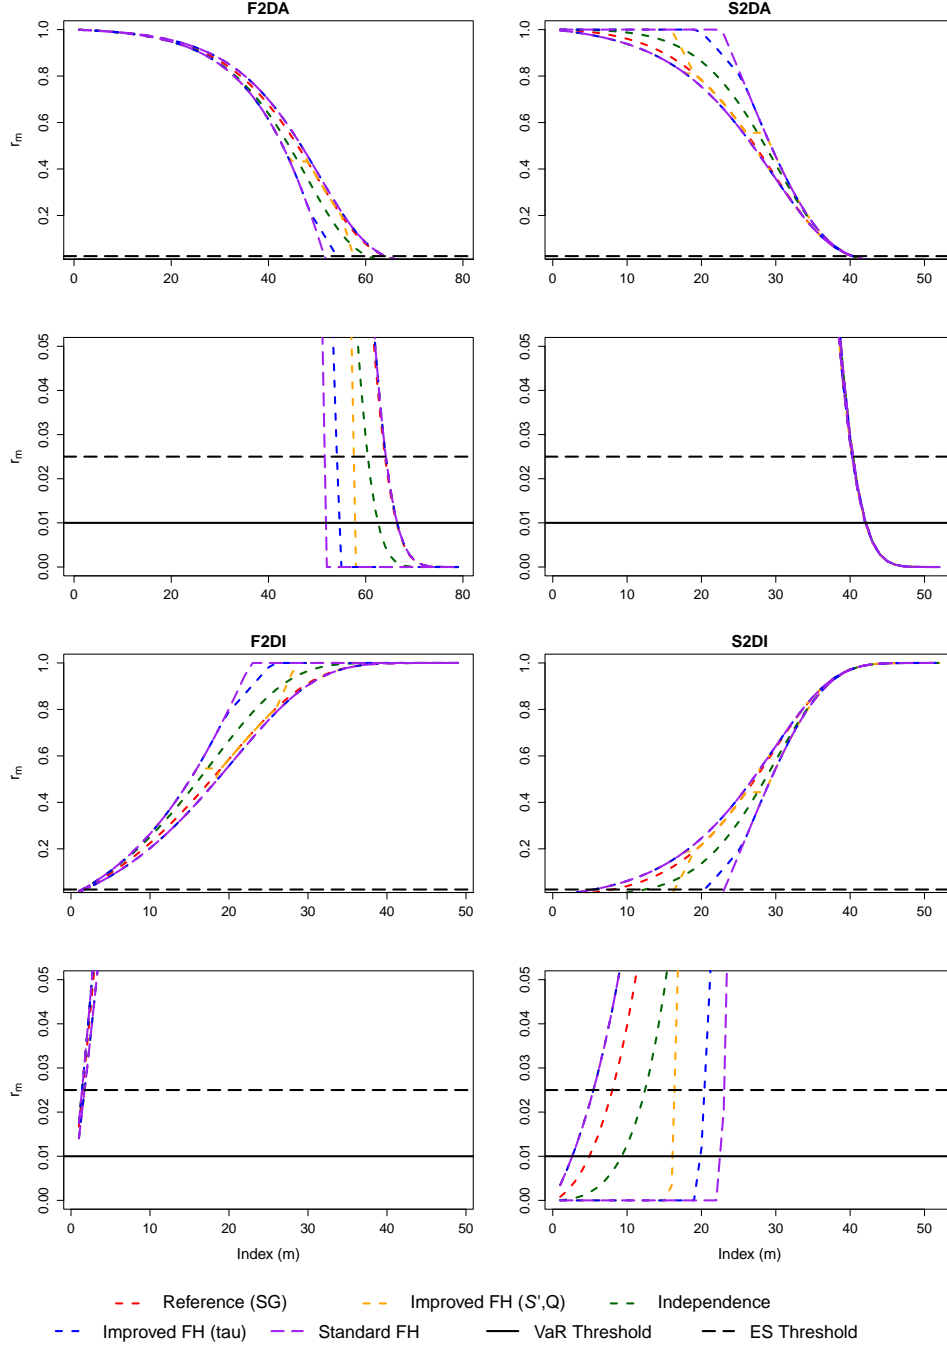 F2DA
S2DA
r_m
1.0
0.8
0.6
0.4
0.2
0 20 40 60 80
1.0
0.8
0.6
0.4
0.2
0 10 20 30 40 50
r_m
0.05
0.04
0.03
0.02
0.01
0.00
0 20 40 60 80
0.05
0.04
0.03
0.02
0.01
0.00
0 10 20 30 40 50
F2DI
S2DI
r_m
1.0
0.8
0.6
0.4
0.2
0 10 20 30 40 50
1.0
0.8
0.6
0.4
0.2
0 10 20 30 40 50
r_m
0.05
0.04
0.03
0.02
0.01
0.00
0 10 20 30 40 50
Index (m)
0.05
0.04
0.03
0.02
0.01
0.00
0 10 20 30 40 50
Index (m)
Reference (SG) Improved FH (S',Q) Independence
Improved FH (tau) Standard FH VaR Threshold ES Threshold